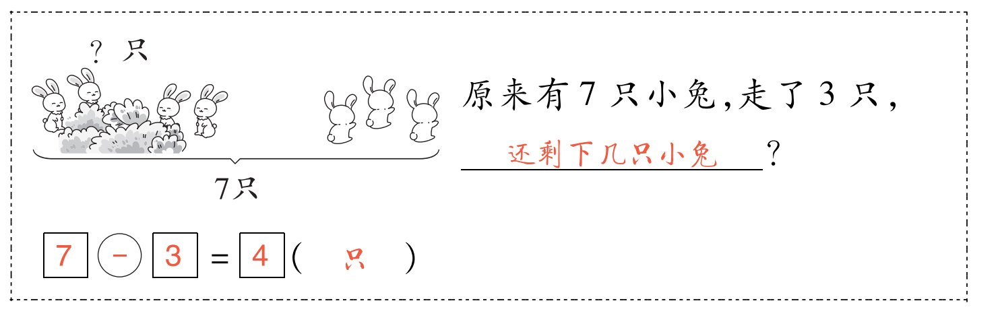 ? 只
原来有 7 只小兔,走了 3 只,
还剩下几只小兔?
7只
7 - 3 = 4 ( 只 )